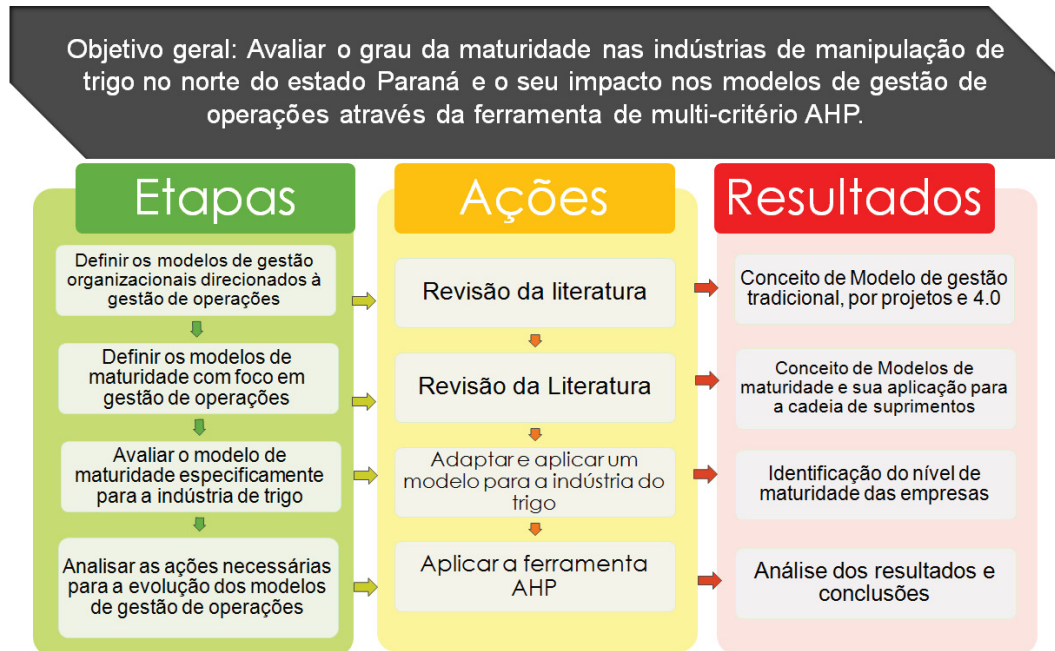 Objetivo geral: Avaliar o grau da maturidade nas indústrias de manipulação de
trigo no norte do estado Paraná e o seu impacto nos modelos de gestão de
operações através da ferramenta de multi-critério AHP.
Etapas
Ações
Resultados
Definir os modelos de gestão
organizacionais direcionados à
gestão de operações
Revisão da literatura
Conceito de Modelo de gestão
tradicional, por projetos e 4.0
Definir os modelos de
maturidade com foco em
gestão de operações
Revisão da Literatura
Conceito de Modelos de
maturidade e sua aplicação para
a cadeia de suprimentos
Avaliar o modelo de
maturidade especificamente
para a indústria de trigo
Adaptar e aplicar um
modelo para a indústria do
trigo
Identificação do nível de
maturidade das empresas
Analisar as ações necessárias
para a evolução dos modelos
de gestão de operações
Aplicar a ferramenta
AHP
Análise dos resultados e
conclusões